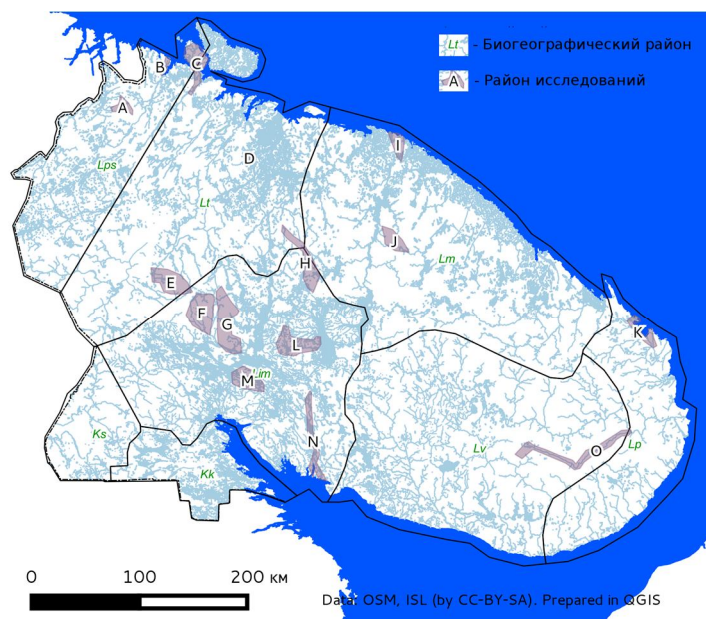 Lt - Биогеографический район
A - Район исследований
B
C
A
D
I
Lps
Lt
J
Lm
H
E
F
G
K
L
M
Lim
Ks
N
Lv
O
Lp
Kk
0 100 200 км
Data: OSM, ISL (by CC-BY-SA). Prepared in QGIS